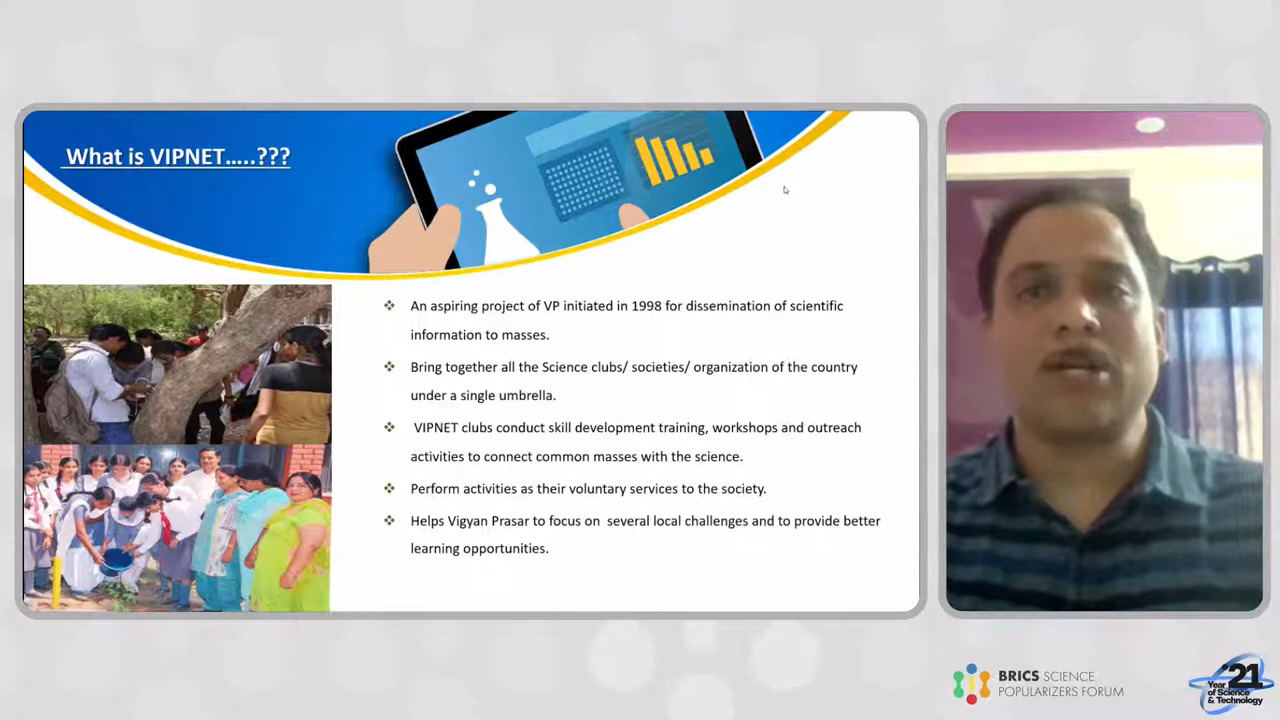 What is VIPNET…..???
An aspiring project of VP initiated in 1998 for dissemination of scientific
information to masses.
Bring together all the Science clubs/ societies/ organization of the country
under a single umbrella.
VIPNET clubs conduct skill development training, workshops and outreach
activities to connect common masses with the science.
Perform activities as their voluntary services to the society.
Helps Vigyan Prasar to focus on several local challenges and to provide better
learning opportunities.
BRICS SCIENCE
POPULARIZERS FORUM
'21
Year
of Science
& Technology